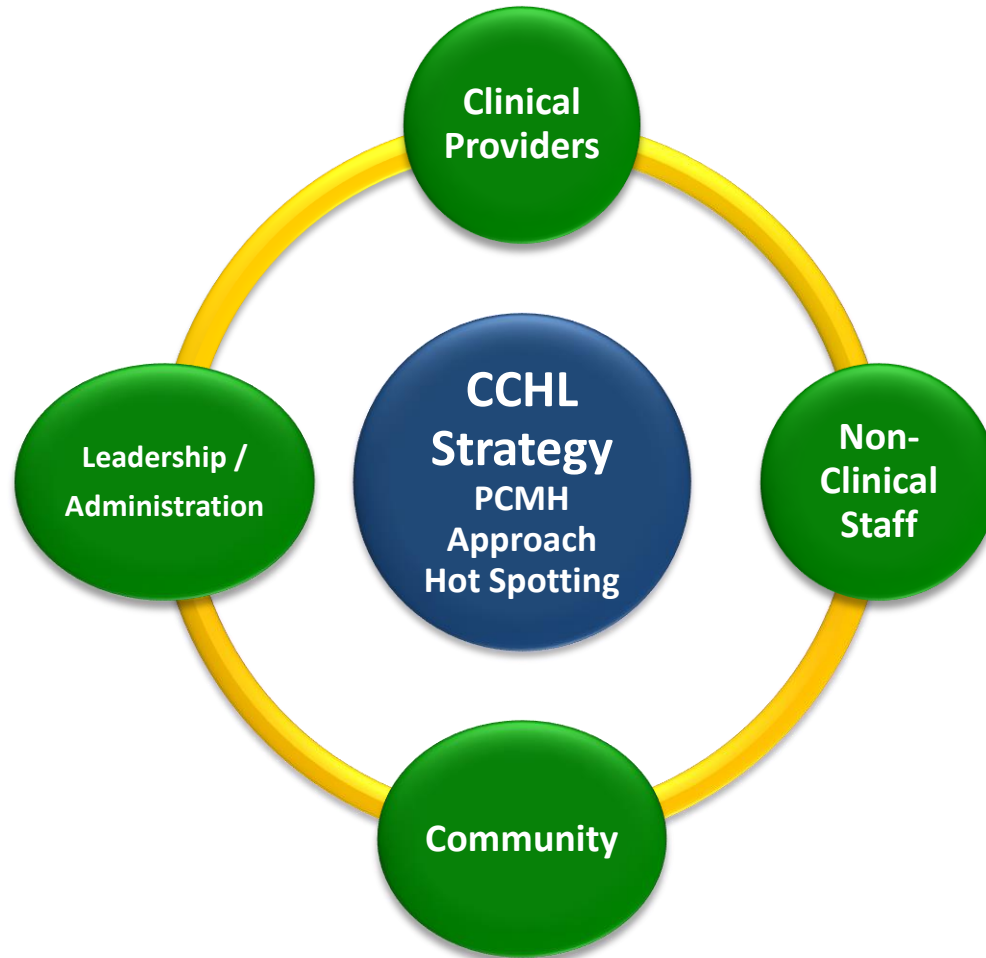 Clinical
Providers
CCHL
Strategy
PCMH
Approach
Hot Spotting
Leadership /
Administration
Non-
Clinical
Staff
Community